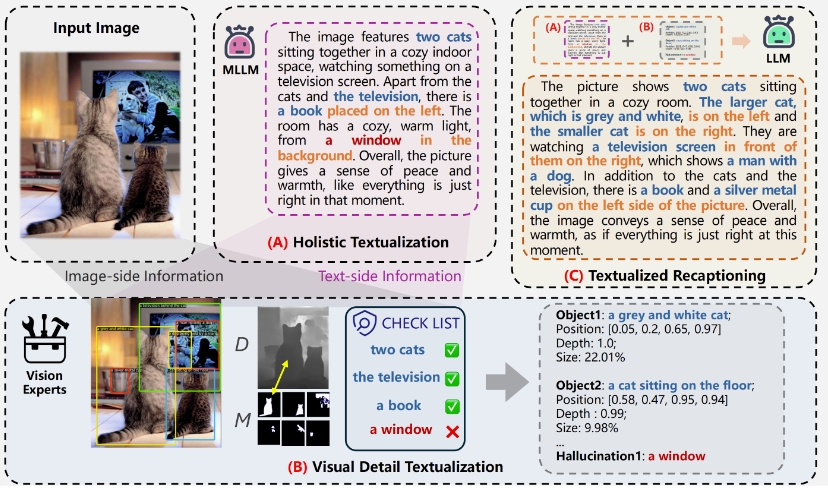 Input Image
MLLM
The image features two cats
sitting together in a cozy indoor
space, watching something on a
television screen. Apart from the
cats and the television, there is
a book placed on the left. The
room has a cozy, warm light,
from a window in the
background. Overall, the picture
gives a sense of peace and
warmth, like everything is just
right in that moment.
(A) Holistic Textualization
(A)
+
(B)
LLM
The picture shows two cats sitting
together in a cozy room. The larger cat,
which is grey and white, is on the left and
the smaller cat is on the right. They are
watching a television screen in front of
them on the right, which shows a man with
a dog. In addition to the cats and the
television, there is a book and a silver metal
cup on the left side of the picture. Overall,
the image conveys a sense of peace and
warmth, as if everything is just right at this
moment.
(C) Textualized Recaptioning
Image-side Information
Text-side Information
Vision
Experts
D
M
CHECK LIST
two cats
the television
a book
a window
Object1: a grey and white cat;
Position: [0.05, 0.2, 0.65, 0.97]
Depth: 1.0;
Size: 22.01%
Object2: a cat sitting on the floor;
Position: [0.58, 0.47, 0.95, 0.94]
Depth : 0.99;
Size: 9.98%
...
Hallucination1: a window
(B) Visual Detail Textualization